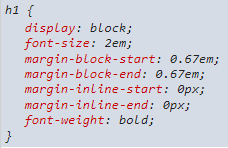 h1 {
display: block;
font-size: 2em;
margin-block-start: 0.67em;
margin-block-end: 0.67em;
margin-inline-start: 0px;
margin-inline-end: 0px;
font-weight: bold;
}